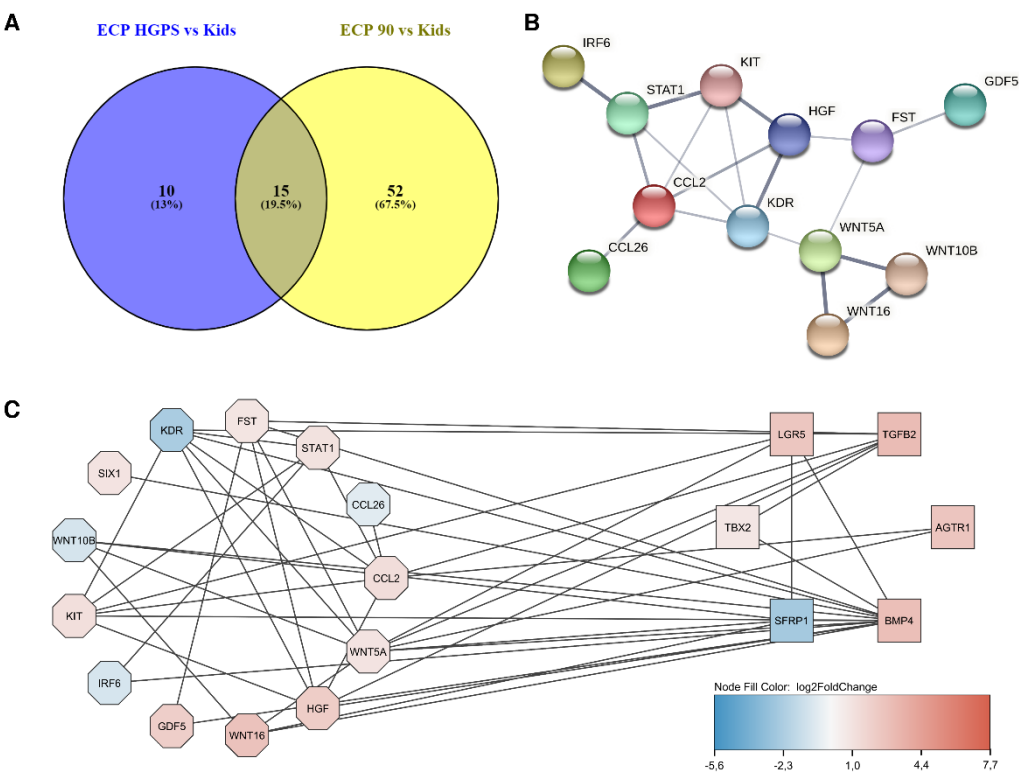 A
ECP HGPS vs Kids
ECP 90 vs Kids
10
(13%)
15
(19.5%)
52
(67.5%)
B
IRF6
KIT
STAT1
GDF5
HGF
FST
CCL2
KDR
WNT5A
CCL26
WNT10B
WNT16
C
KDR
FST
STAT1
LGR5
TGFB2
SIX1
CCL26
WNT10B
TBX2
AGTR1
CCL2
KIT
SFRP1
BMP4
WNT5A
IRF6
HGF
GDF5
WNT16
Node Fill Color: log2FoldChange
-5,6
-2,3
1,0
4,4
7,7